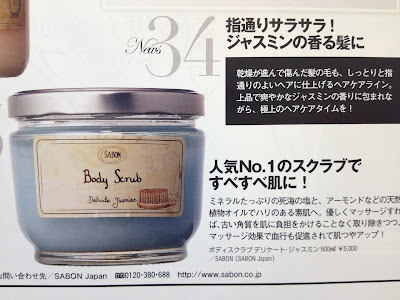 News 34
指通りサラサラ!
ジャスミンの香る髪に
乾燥が進んで傷んだ髪の毛も、しっとりと指
通りのよいヘアに仕上げるヘアケアライン。
上品で爽やかなジャスミンの香りに包まれな
がら、極上のヘアケアタイムを!
SABON
Body Scrub
Delicate Jasmine
人気No.1のスクラブで
すべすべ肌に!
ミネラルたっぷりの死海の塩と、アーモンドなどの天然
植物オイルでハリのある素肌へ。優しくマッサージすれ
ば、古い角質を肌に負担をかけることなく取り除きつつ、
マッサージ効果で血行も促進されて肌つやアップ!
ボディスクラブ デリケート・ジャスミン 500ml ¥5,000
/SABON (SABON Japan)
問い合わせ先/SABON Japan 0120-380-688 http://www.sabon.co.jp/